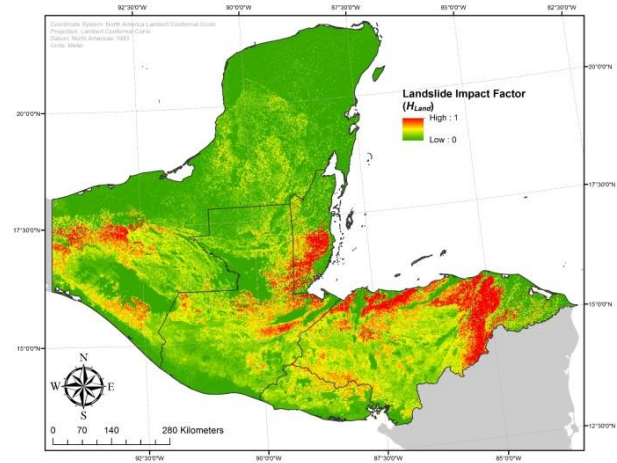 Coordinate System: North America Lambert Conformal Conic
Projection: Lambert Conformal Conic
Datum: North American 1983
Units: Meter
92°30'0"W
90°0'0"W
87°30'0"W
85°0'0"W
82°30'0"W
20°0'0"N
20°0'0"N
Landslide Impact Factor
(H_Land)
High : 1
Low : 0
17°30'0"N
17°30'0"N
15°0'0"N
15°0'0"N
12°30'0"N
N
W
E
S
0 70 140 280 Kilometers
92°30'0"W
90°0'0"W
87°30'0"W
85°0'0"W